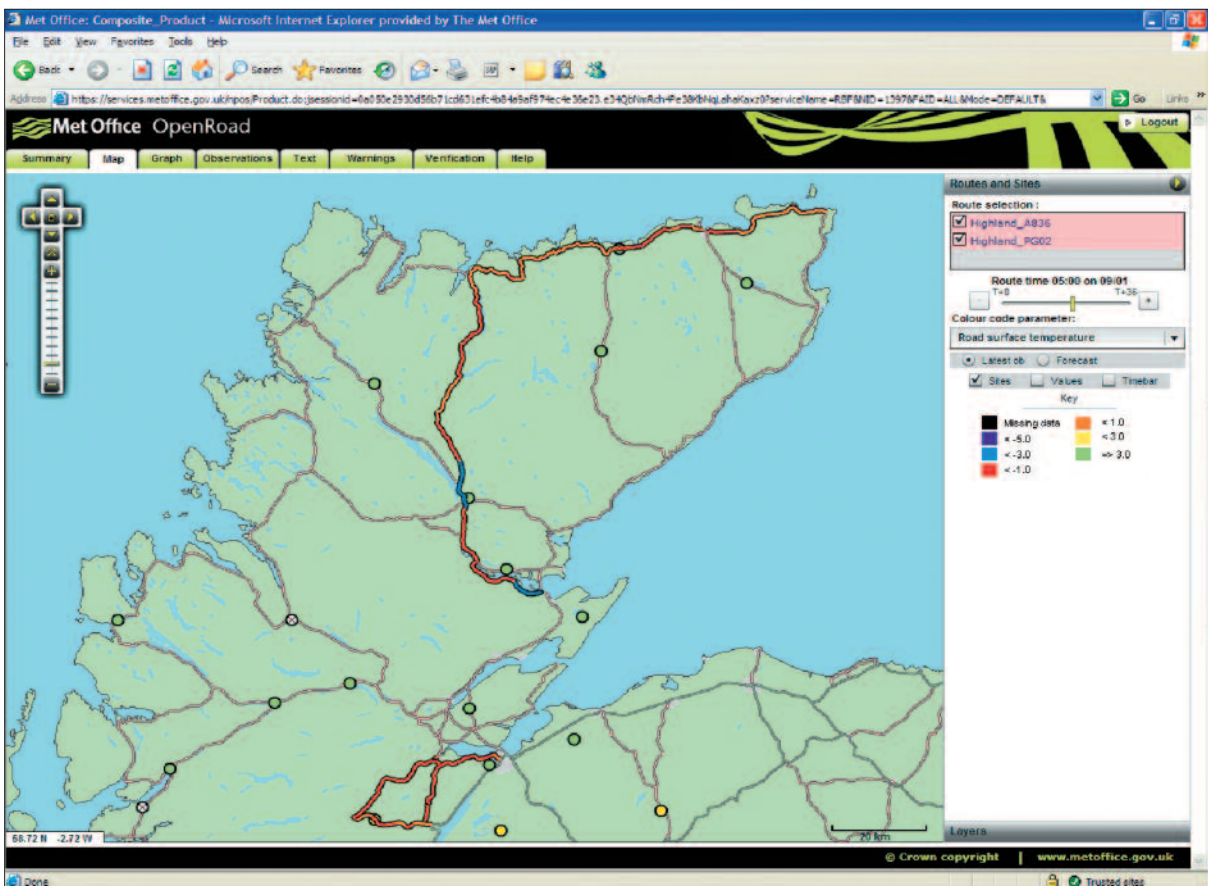 Met Office: Composite_Product - Microsoft Internet Explorer provided by The Met Office
File Edit View Favorites Tools Help
Back Search Favorites
Address Go Links
Met Office OpenRoad
Logout
Summary Map Graph Observations Text Warnings Verification Help
Routes and Sites
Route selection :
Highland_A836
Highland_RG02
Route time 05:00 on 09/01
T+0 T+36
- +
Colour code parameter:
Road surface temperature
Latest ob Forecast
Sites Values Timebar
Key
Missing data < 1.0
< -5.0 < 3.0
< -3.0 => 3.0
< -1.0
20 km
58.72 N -2.72 W
Layers
© Crown copyright | www.metoffice.gov.uk
Done Trusted sites